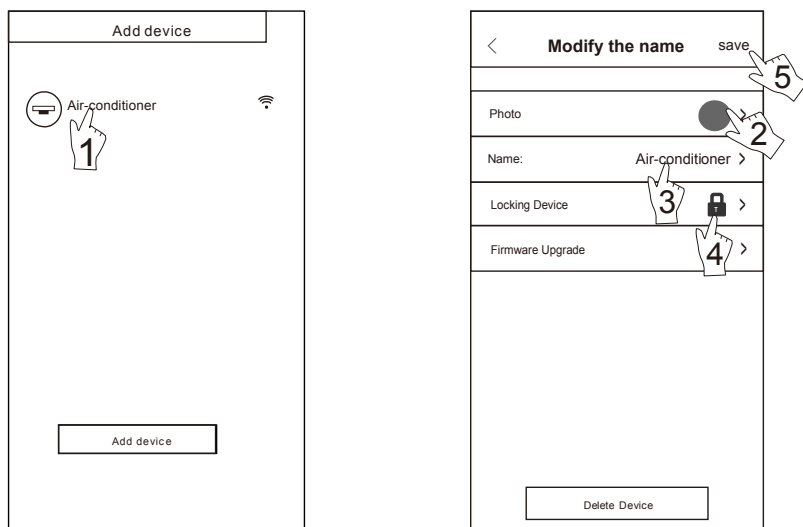 Add device
Air-conditioner
1
Add device
Modify the name save
5
Photo
2
Name: Air-conditioner >
3
Locking Device >
4
Firmware Upgrade >
Delete Device